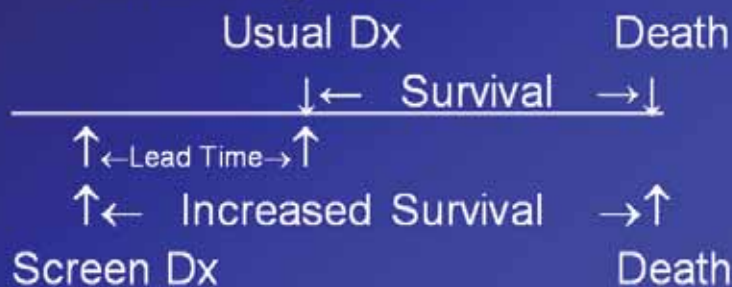 Usual Dx Death
↓← Survival →↓
↑←Lead Time→↑
↑← Increased Survival →↑
Screen Dx Death